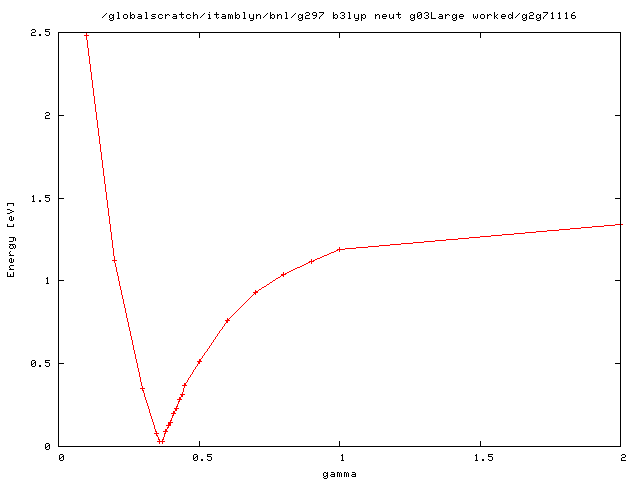 /globalscratch/itamblyn/bnl/g297 b3lyp neut g03Large worked/g2g71116
2.5
2
1.5
1
0.5
0
Energy [eV]
0 0.5 1 1.5 2
gamma